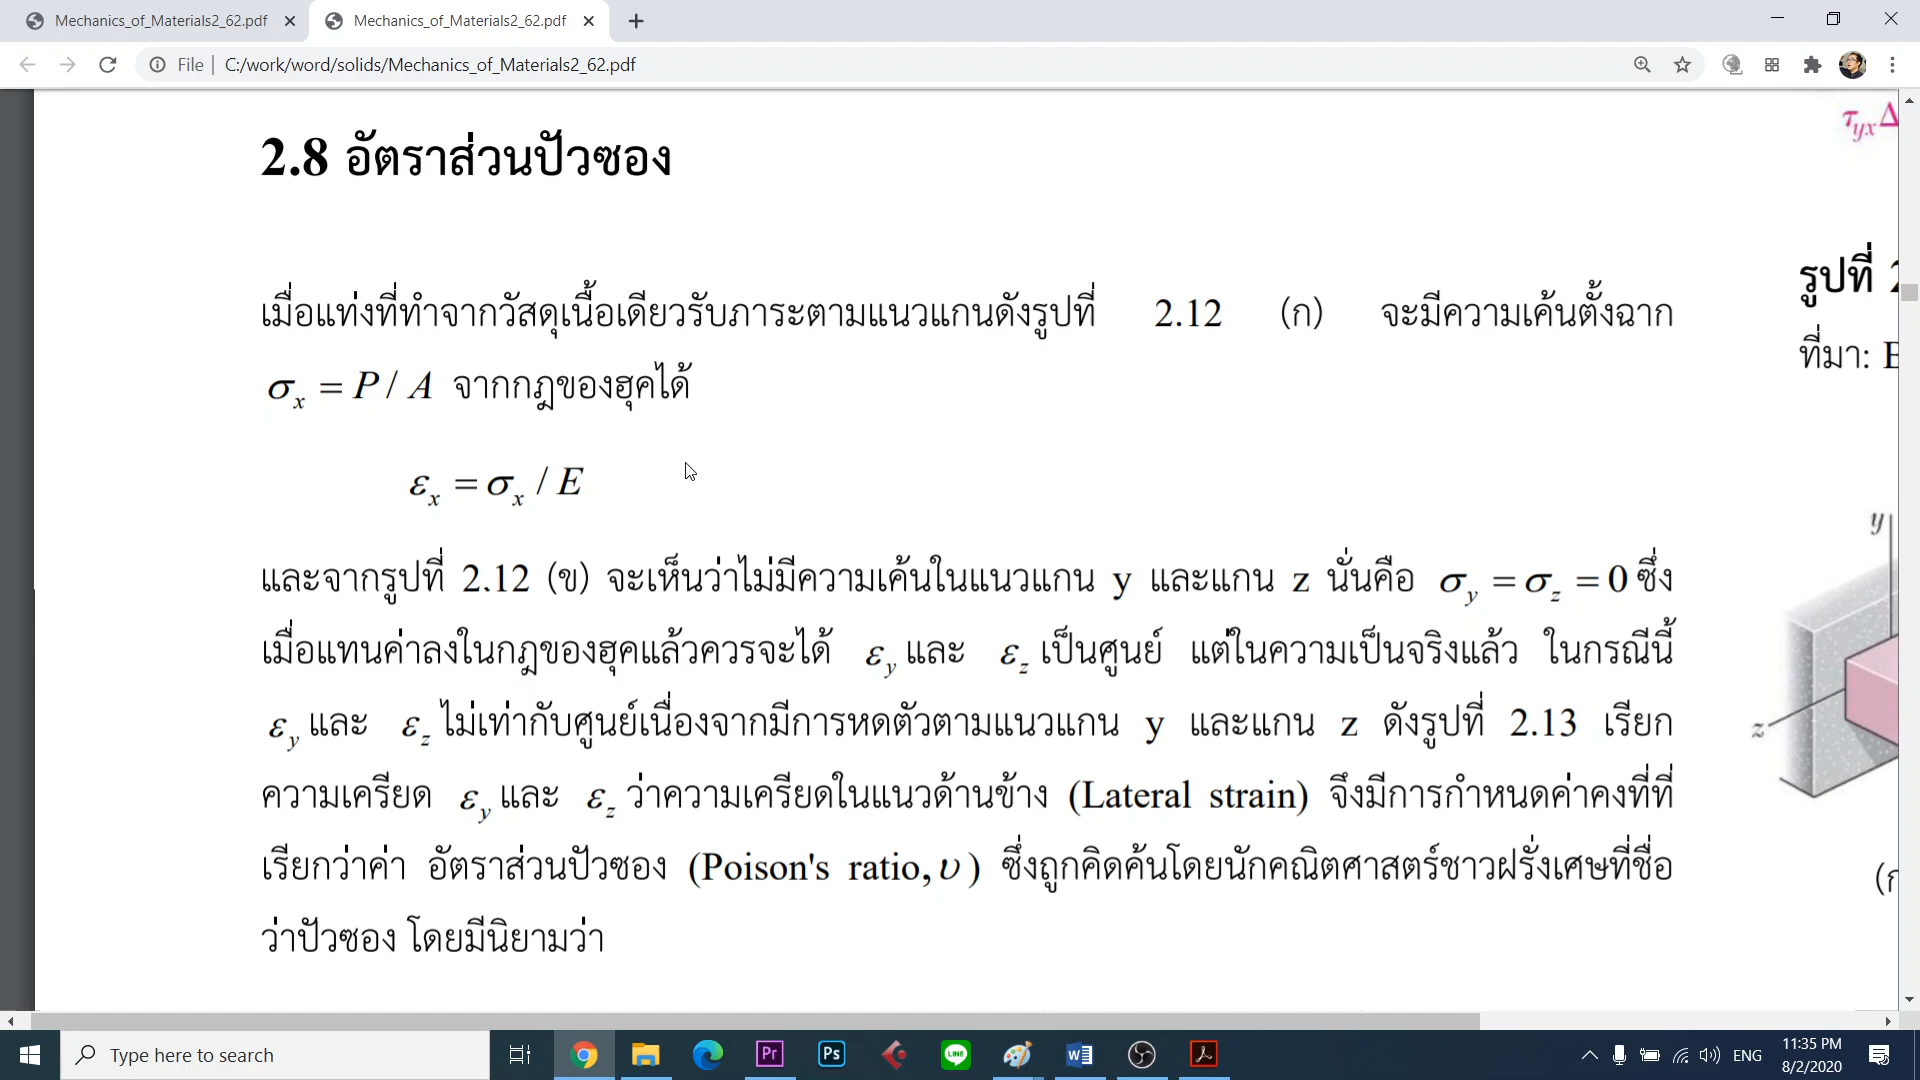 Mechanics_of_Materials2_62.pdf
Mechanics_of_Materials2_62.pdf
File
C:/work/word/solids/Mechanics_of_Materials2_62.pdf
2.8 อัตราส่วนปัวซอง
τyxΔ
เมื่อแท่งที่ทำจากวัสดุเนื้อเดียวรับภาระตามแนวแกนดังรูปที่ 2.12 (ก) จะมีความเค้นตั้งฉาก
σx = P / A จากกฎของฮุคได้
εx = σx / E
และจากรูปที่ 2.12 (ข) จะเห็นว่าไม่มีความเค้นในแนวแกน y และแกน z นั่นคือ σy = σz = 0 ซึ่ง
เมื่อแทนค่าลงในกฎของฮุคแล้วควรจะได้ εy และ εz เป็นศูนย์ แต่ในความเป็นจริงแล้ว ในกรณีนี้
εy และ εz ไม่เท่ากับศูนย์เนื่องจากมีการหดตัวตามแนวแกน y และแกน z ดังรูปที่ 2.13 เรียก
ความเครียด εy และ εz ว่าความเครียดในแนวด้านข้าง (Lateral strain) จึงมีการกำหนดค่าคงที่ที่
เรียกว่าค่า อัตราส่วนปัวซอง (Poison's ratio, υ) ซึ่งถูกคิดค้นโดยนักคณิตศาสตร์ชาวฝรั่งเศษที่ชื่อ
ว่าปัวซอง โดยมีนิยามว่า
รูปที่ 2
ที่มา: B
y
z
(ก
Type here to search
Pr
Ps
LINE
W
ENG
11:35 PM
8/2/2020